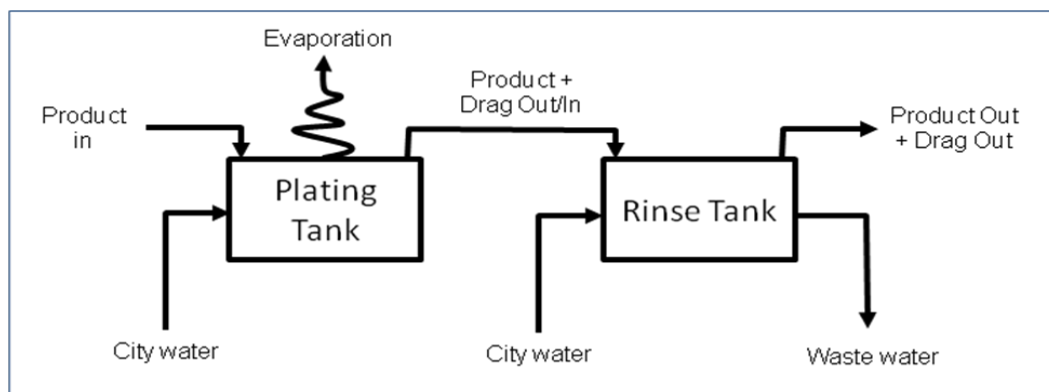 Evaporation
Product
in
Product +
Drag Out/In
Product Out
+ Drag Out
Plating
Tank
Rinse Tank
City water
City water
Waste water